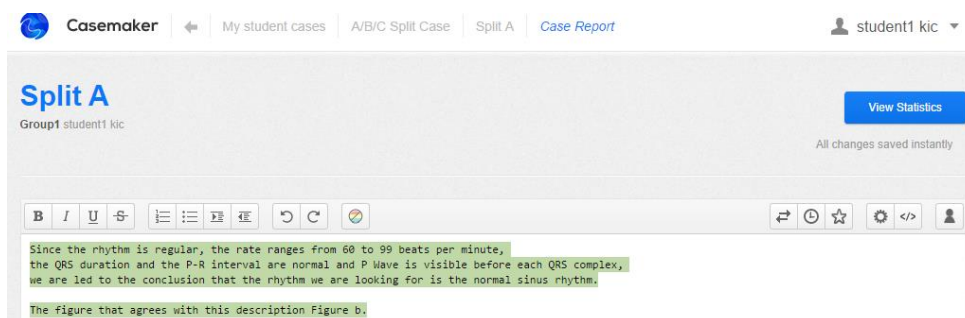 Casemaker My student cases A/B/C Split Case Split A Case Report student1 kic
Split A
Group1 student1 kic
View Statistics
All changes saved instantly
B I U S </>
Since the rhythm is regular, the rate ranges from 60 to 99 beats per minute,
the QRS duration and the P-R interval are normal and P Wave is visible before each QRS complex,
we are led to the conclusion that the rhythm we are looking for is the normal sinus rhythm.
The figure that agrees with this description Figure b.